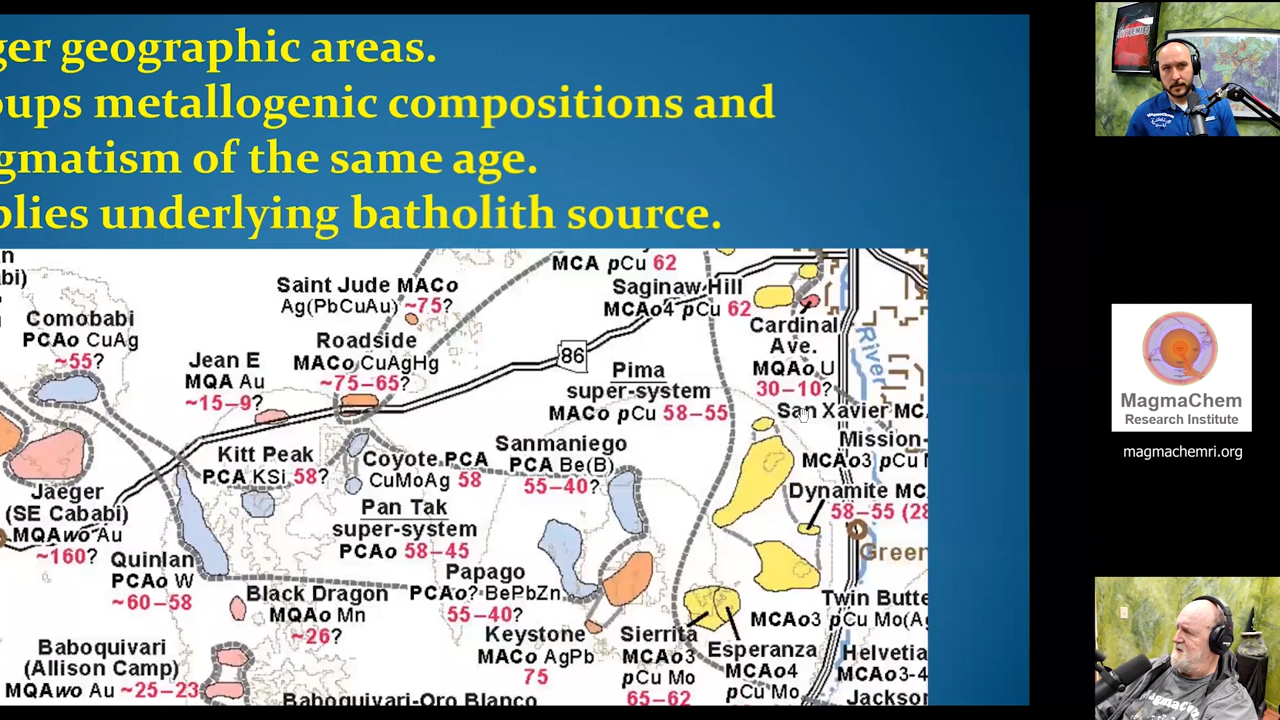 ger geographic areas.
oups metallogenic compositions and
gmatism of the same age.
plies underlying batholith source.
n
abi)
MCA pCu 62
Saint Jude MACo
Ag(PbCuAu) ~75?
Saginaw Hill
MCAo4 pCu 62
Comobabi
PCAo CuAg
~55?
Roadside
MACo CuAgHg
~75–65?
86
Cardinal
Ave.
MQAo U
30–10?
River
Jean E
MQA Au
~15–9?
Pima
super-system
MACo pCu 58–55
San Xavier MC
Mission-
MCAo3 pCu
Kitt Peak
PCA KSi 58?
Coyote PCA
CuMoAg 58
Sanmaniego
PCA Be(B)
55–40?
Jaeger
(SE Cababi)
MQAwo Au
~160?
Pan Tak
super-system
PCAo 58–45
Dynamite MC
58–55 (28
Green
Quinlan
PCAo W
~60–58
Black Dragon
MQAo Mn
~26?
Papago
PCAo? BePbZn
55–40?
Twin Butte
MCAo3 pCu Mo(A
Baboquivari
(Allison Camp)
MQAwo Au ~25–23
Keystone
MACo AgPb
75
Sierrita
MCAo3
pCu Mo
65–62
Esperanza
MCAo4
pCu Mo
Helvetia
MCAo3-4
Jackson
Baboquivari-Oro Blanco
MagmaChem
Research Institute
magmachemri.org